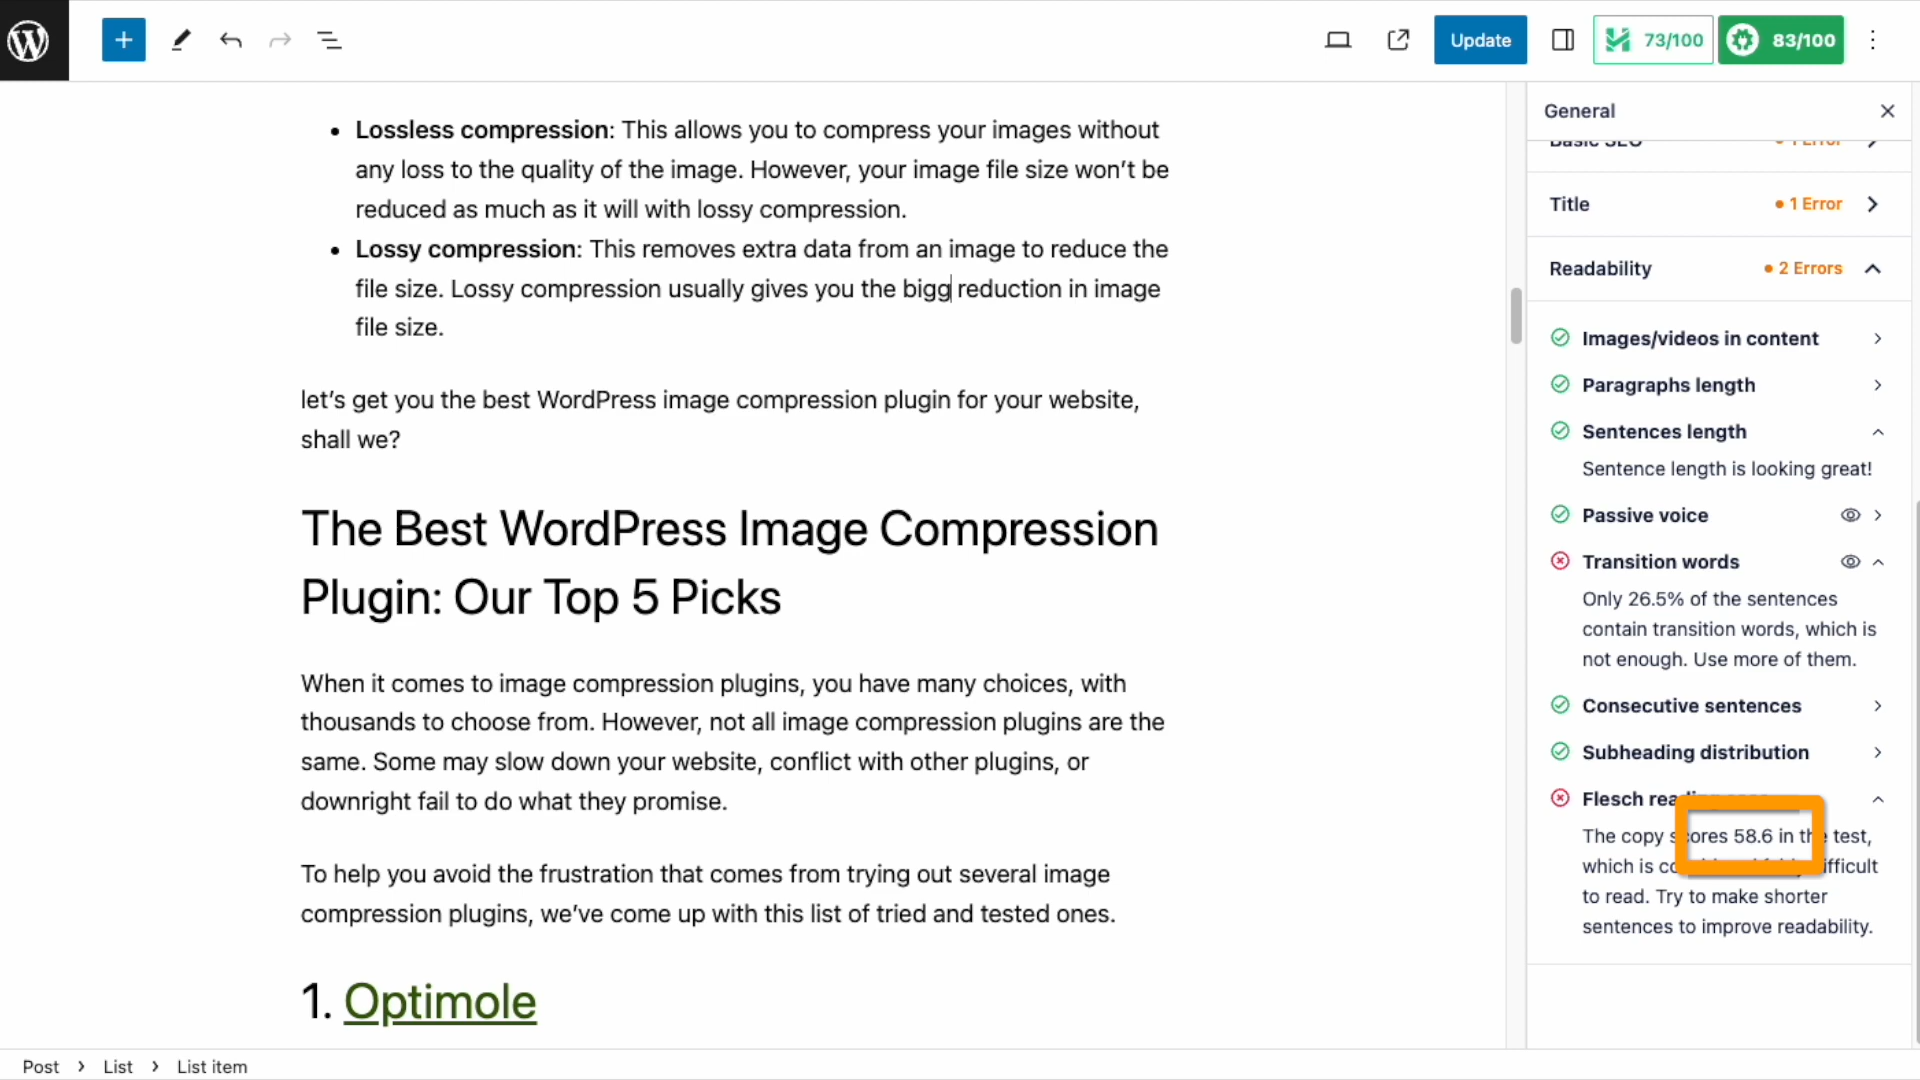 Update
73/100
83/100
• Lossless compression: This allows you to compress your images without
any loss to the quality of the image. However, your image file size won’t be
reduced as much as it will with lossy compression.
• Lossy compression: This removes extra data from an image to reduce the
file size. Lossy compression usually gives you the bigg reduction in image
file size.
let’s get you the best WordPress image compression plugin for your website,
shall we?
The Best WordPress Image Compression
Plugin: Our Top 5 Picks
When it comes to image compression plugins, you have many choices, with
thousands to choose from. However, not all image compression plugins are the
same. Some may slow down your website, conflict with other plugins, or
downright fail to do what they promise.
To help you avoid the frustration that comes from trying out several image
compression plugins, we’ve come up with this list of tried and tested ones.
1. Optimole
General
Basic SEO • 1 Error
Title • 1 Error
Readability • 2 Errors
Images/videos in content
Paragraphs length
Sentences length
Sentence length is looking great!
Passive voice
Transition words
Only 26.5% of the sentences
contain transition words, which is
not enough. Use more of them.
Consecutive sentences
Subheading distribution
Flesch
The copy scores 58.6 in the test,
which is
to read. Try to make shorter
sentences to improve readability.
Post > List > List item